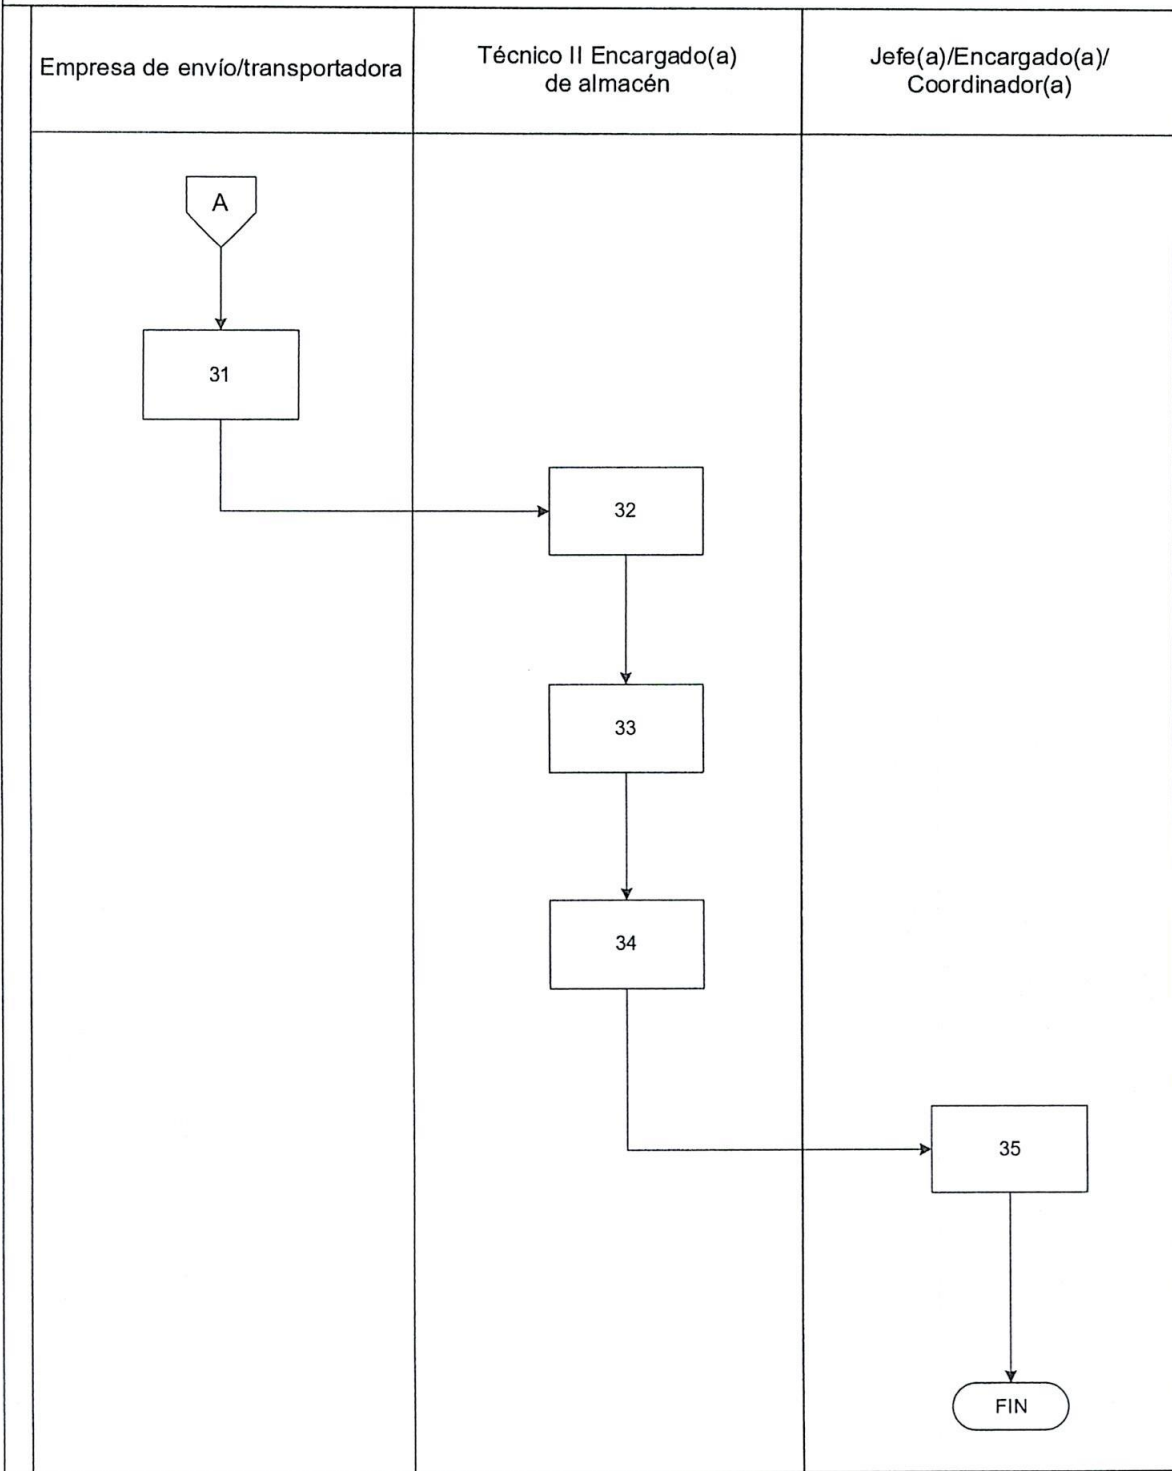 Empresa de envío/transportadora
Técnico II Encargado(a)
de almacén
Jefe(a)/Encargado(a)/
Coordinador(a)
A
31
32
33
34
35
FIN